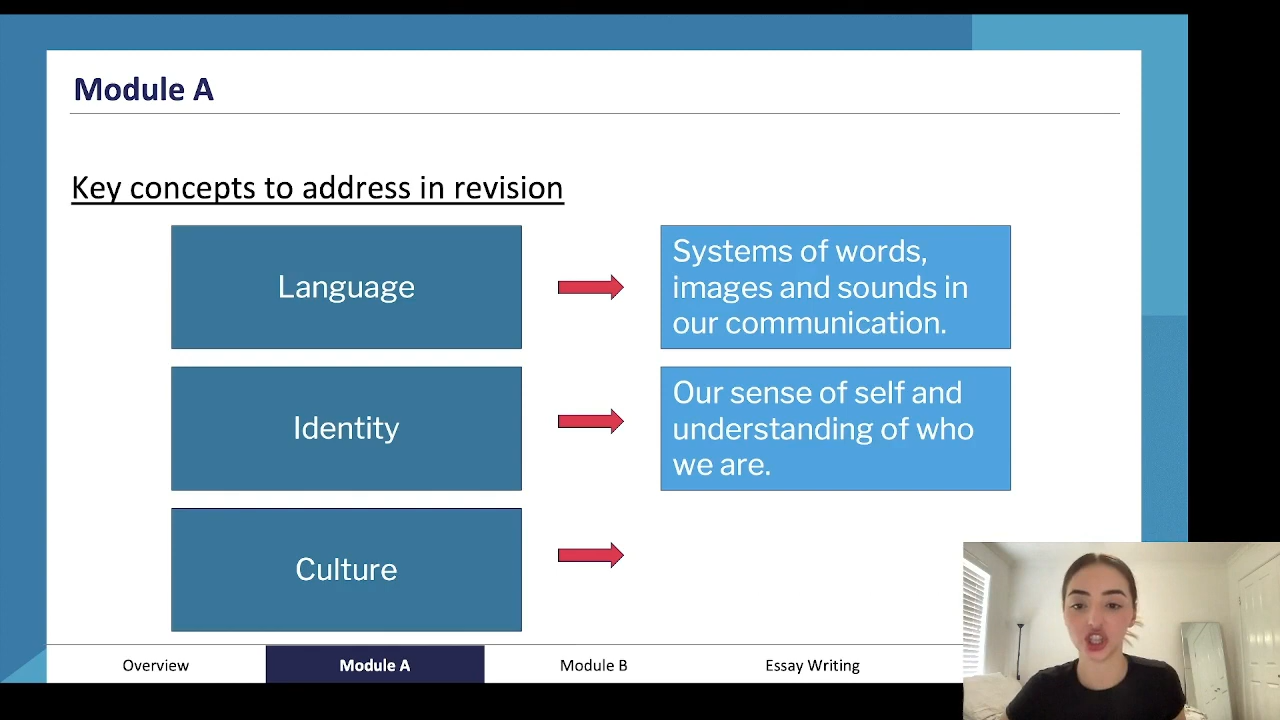 Module A
Key concepts to address in revision
Language
Systems of words,
images and sounds in
our communication.
Identity
Our sense of self and
understanding of who
we are.
Culture
Overview
Module A
Module B
Essay Writing